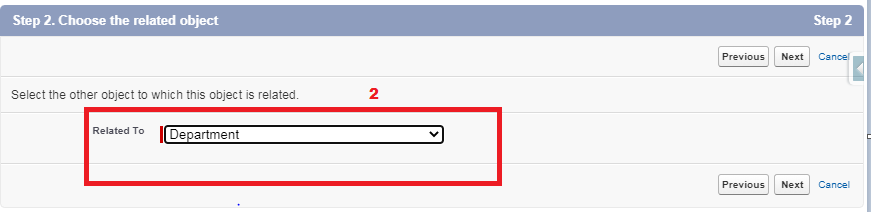 Step 2. Choose the related object Step 2
Previous Next Cancel
Select the other object to which this object is related. 2
Related To Department
Previous Next Cancel